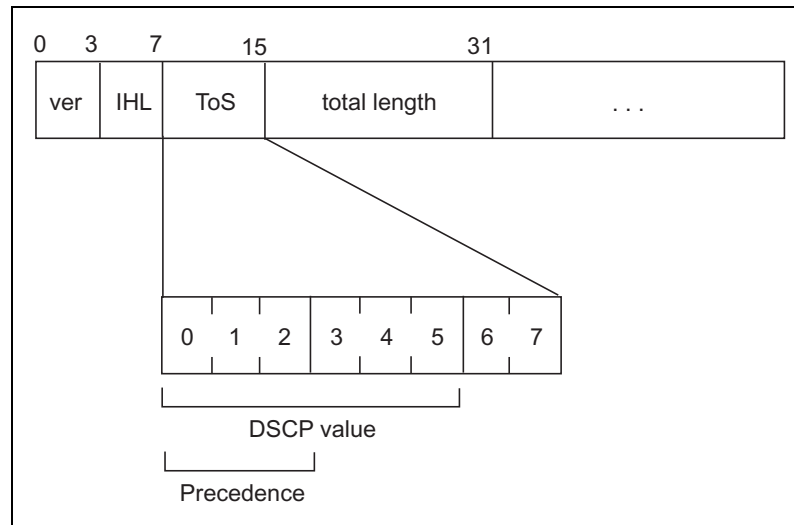 0 3 7 15 31
ver IHL ToS total length . . .
0 1 2 3 4 5 6 7
DSCP value
Precedence